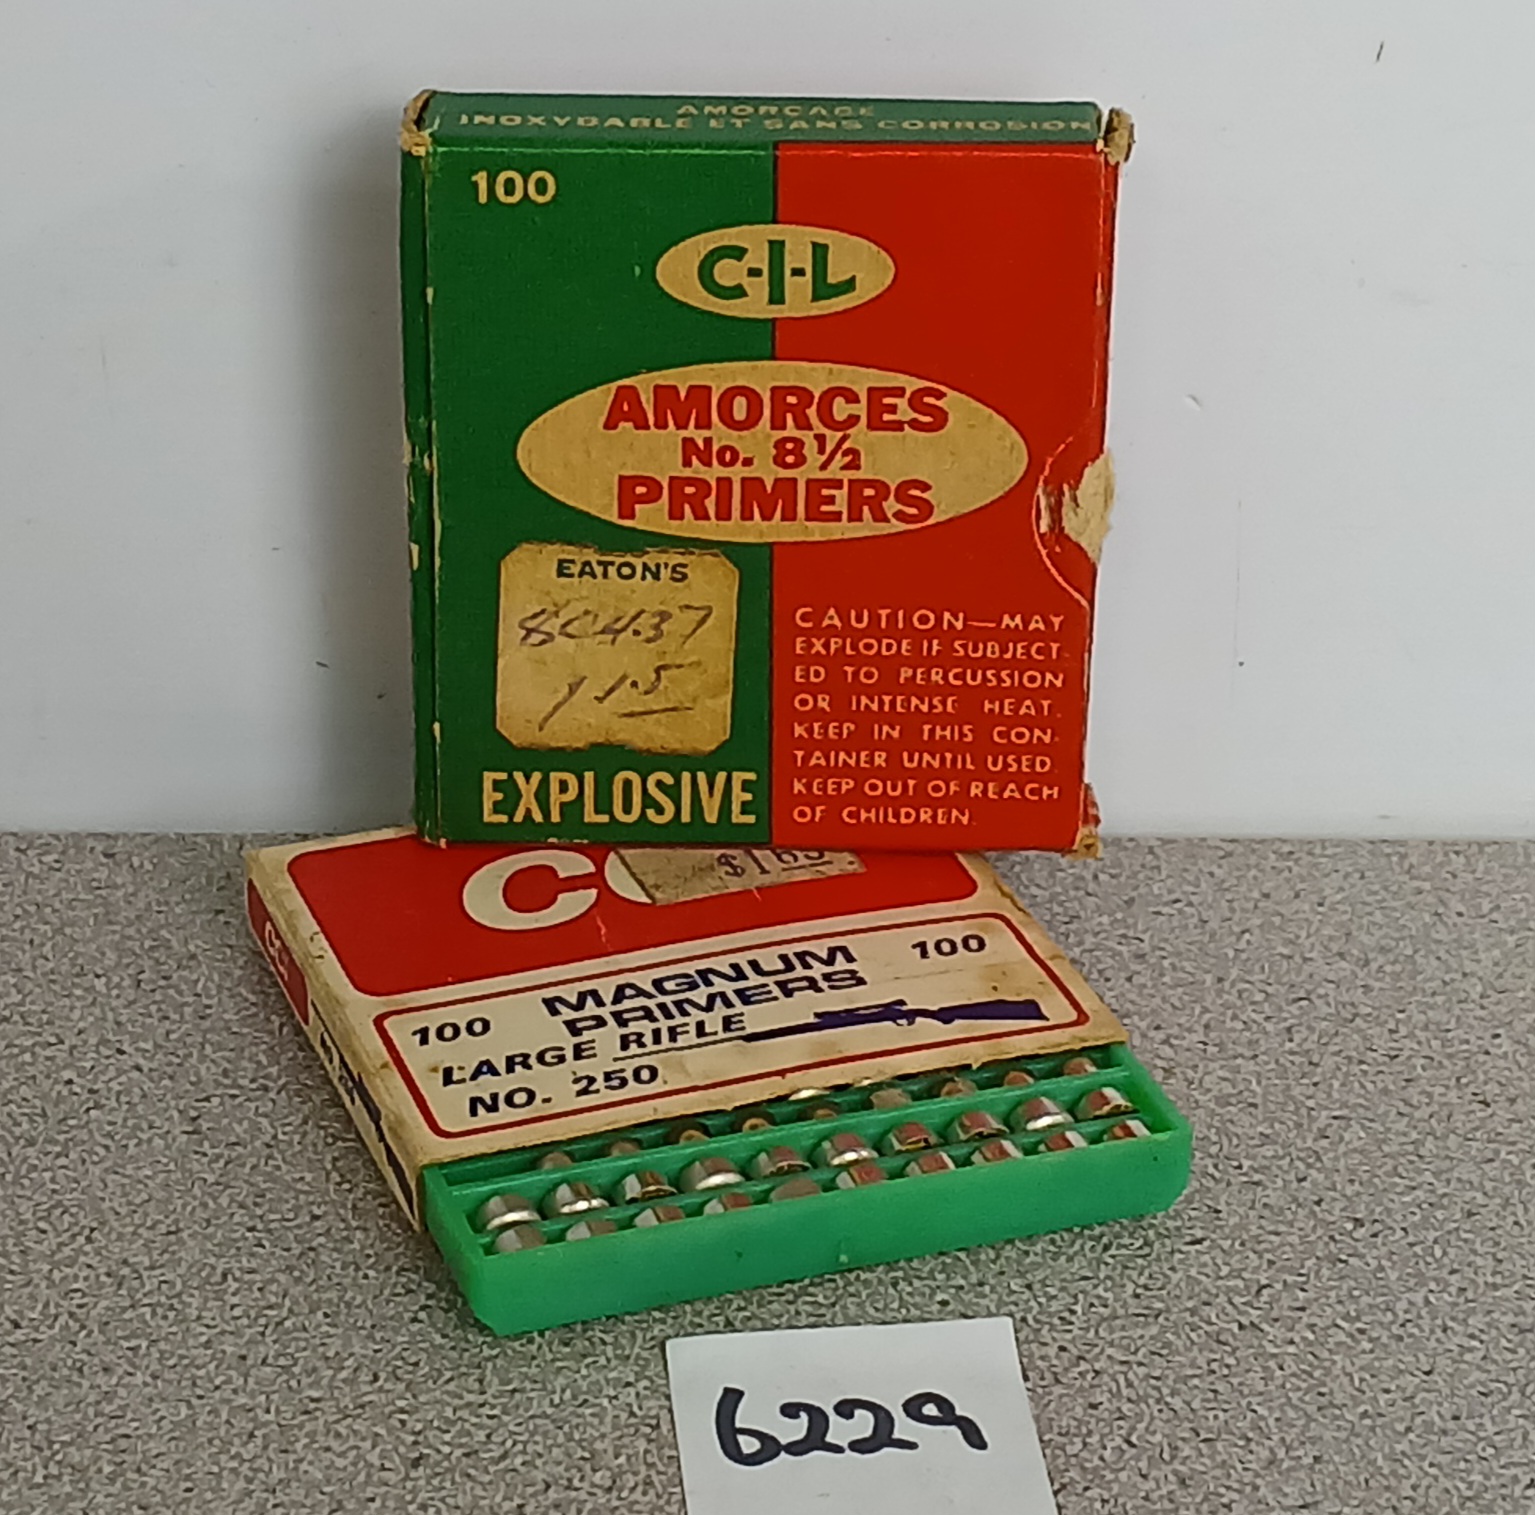 AMORCAGE
INOXYDABLE ET SANS CORROSION
100
C-I-L
AMORCES
No. 8½
PRIMERS
EATON'S
1.15
EXPLOSIVE
CAUTION—MAY
EXPLODE IF SUBJECT-
ED TO PERCUSSION
OR INTENSE HEAT.
KEEP IN THIS CON-
TAINER UNTIL USED.
KEEP OUT OF REACH
OF CHILDREN.
$1.65
100 MAGNUM 100
PRIMERS
LARGE RIFLE
NO. 250
6229